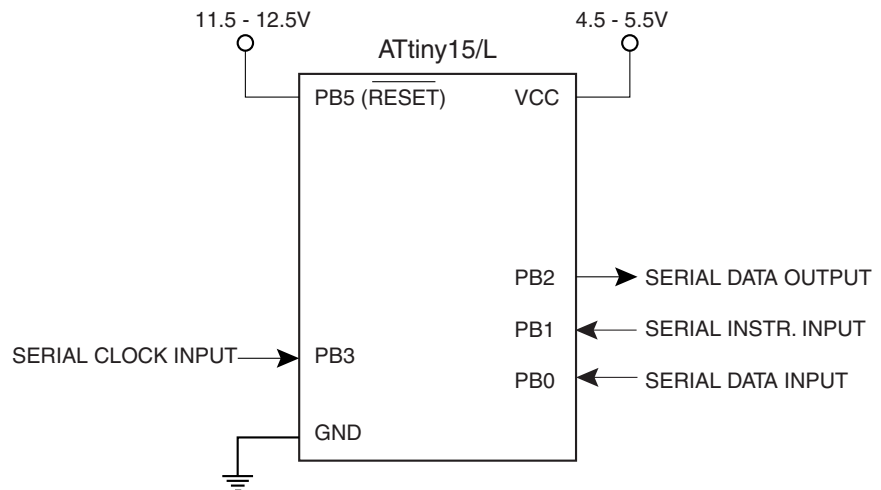 11.5 - 12.5V
4.5 - 5.5V
ATtiny15/L
PB5 (RESET)
VCC
PB2
SERIAL DATA OUTPUT
PB1
SERIAL INSTR. INPUT
SERIAL CLOCK INPUT
PB3
PB0
SERIAL DATA INPUT
GND